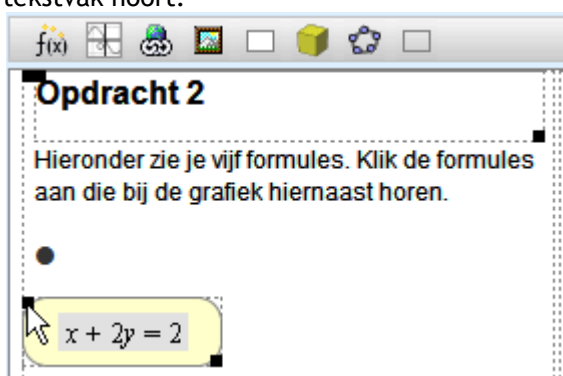 tekstvak hoort.
f(x)
Opdracht 2
Hieronder zie je vijf formules. Klik de formules
aan die bij de grafiek hiernaast horen.
x + 2y = 2